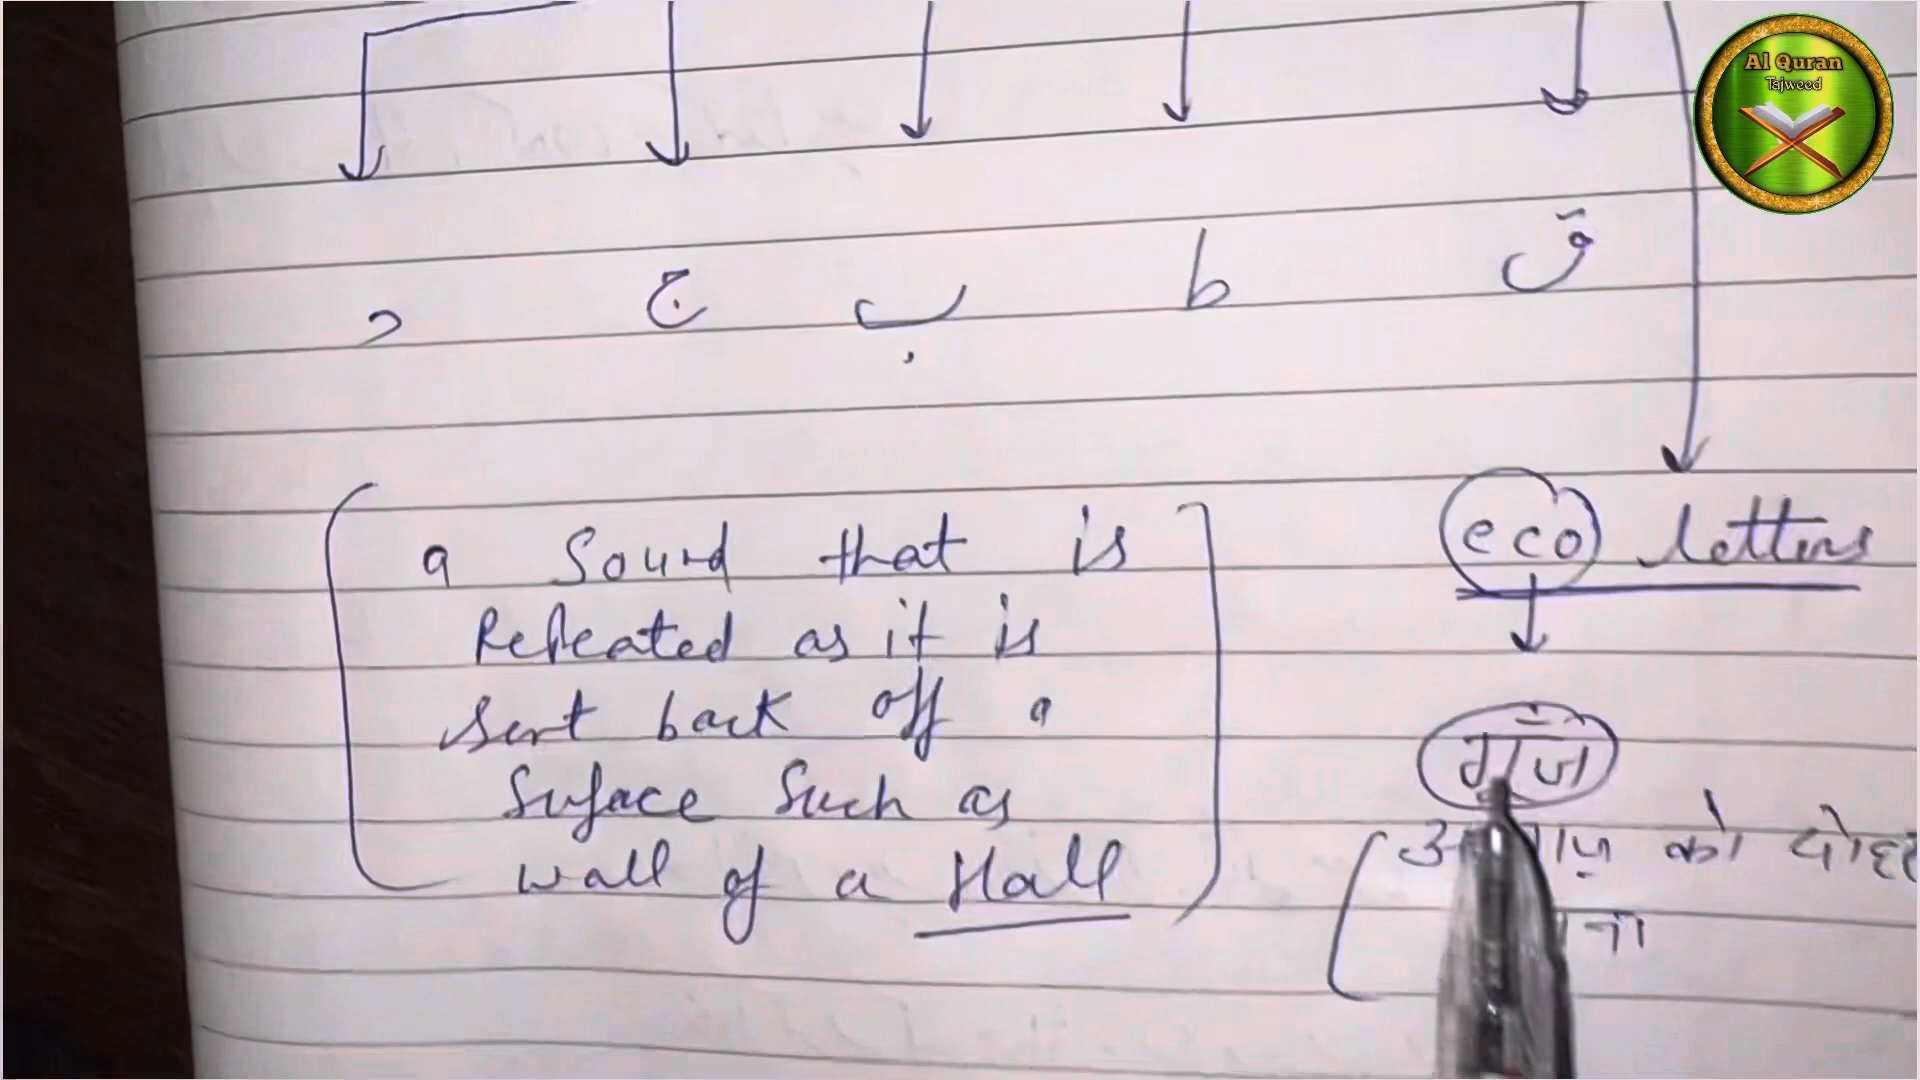 Al Quran
Tajweed
د ج ب ط ق
eco letters
a Sound that is
Repeated as it is
sent back off a
Suface Such as
wall of a Hall
गूंज
को